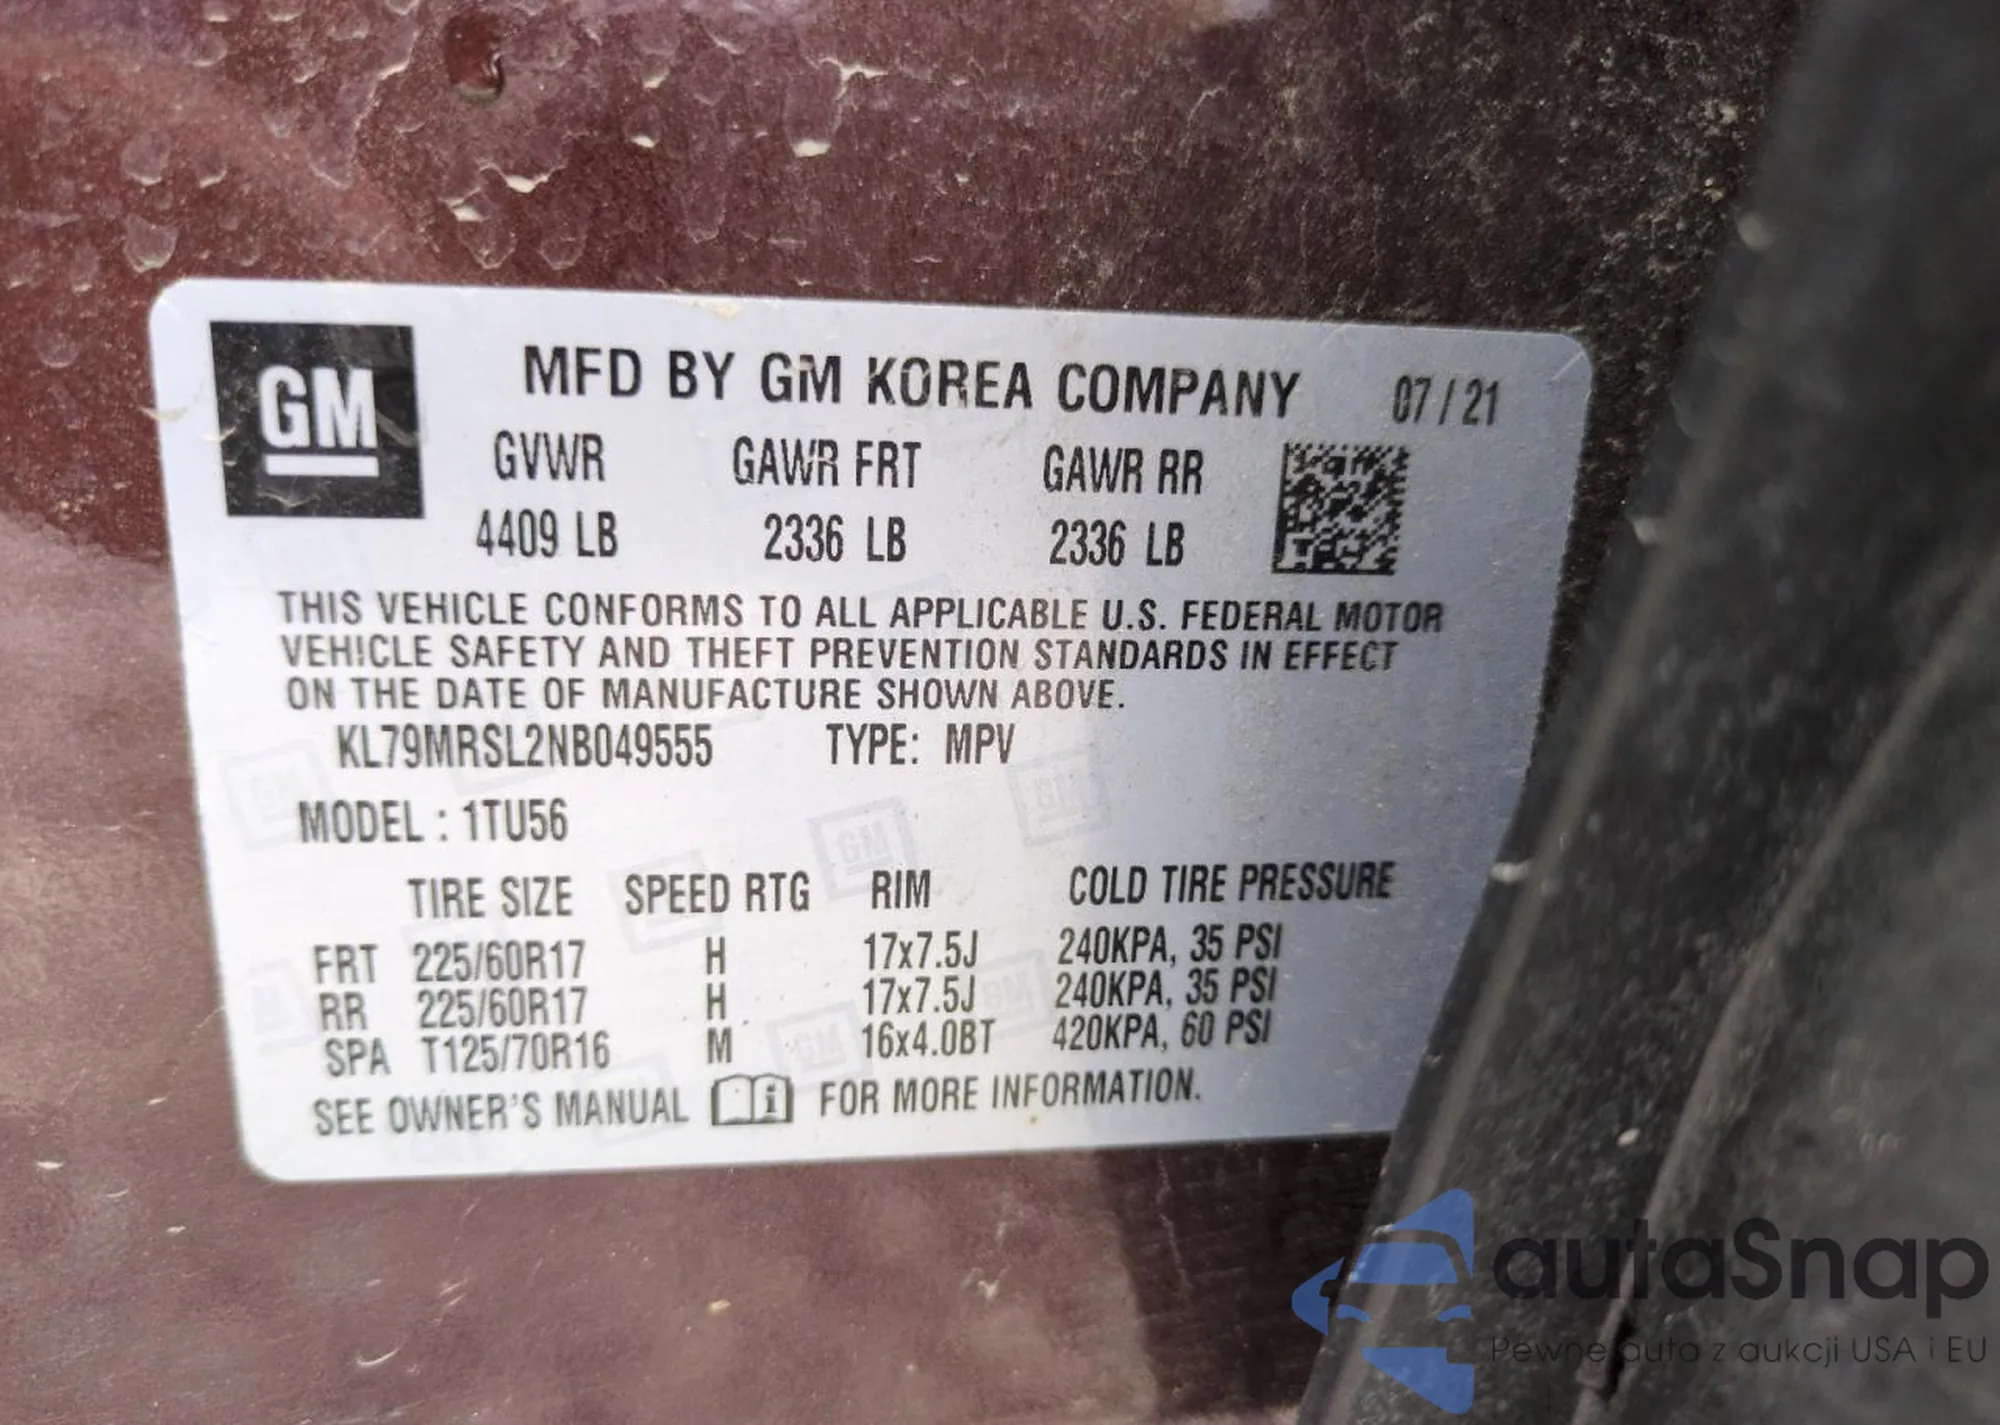 GM
MFD BY GM KOREA COMPANY 07/21
GVWR GAWR FRT GAWR RR
4409 LB 2336 LB 2336 LB
THIS VEHICLE CONFORMS TO ALL APPLICABLE U.S. FEDERAL MOTOR
VEHICLE SAFETY AND THEFT PREVENTION STANDARDS IN EFFECT
ON THE DATE OF MANUFACTURE SHOWN ABOVE.
KL79MRSL2NB049555 TYPE: MPV
MODEL : 1TU56
TIRE SIZE SPEED RTG RIM COLD TIRE PRESSURE
FRT 225/60R17 H 17x7.5J 240KPA, 35 PSI
RR 225/60R17 H 17x7.5J 240KPA, 35 PSI
SPA T125/70R16 M 16x4.0BT 420KPA, 60 PSI
SEE OWNER'S MANUAL FOR MORE INFORMATION.
autaSnap
Pewne auta z aukcji USA i EU